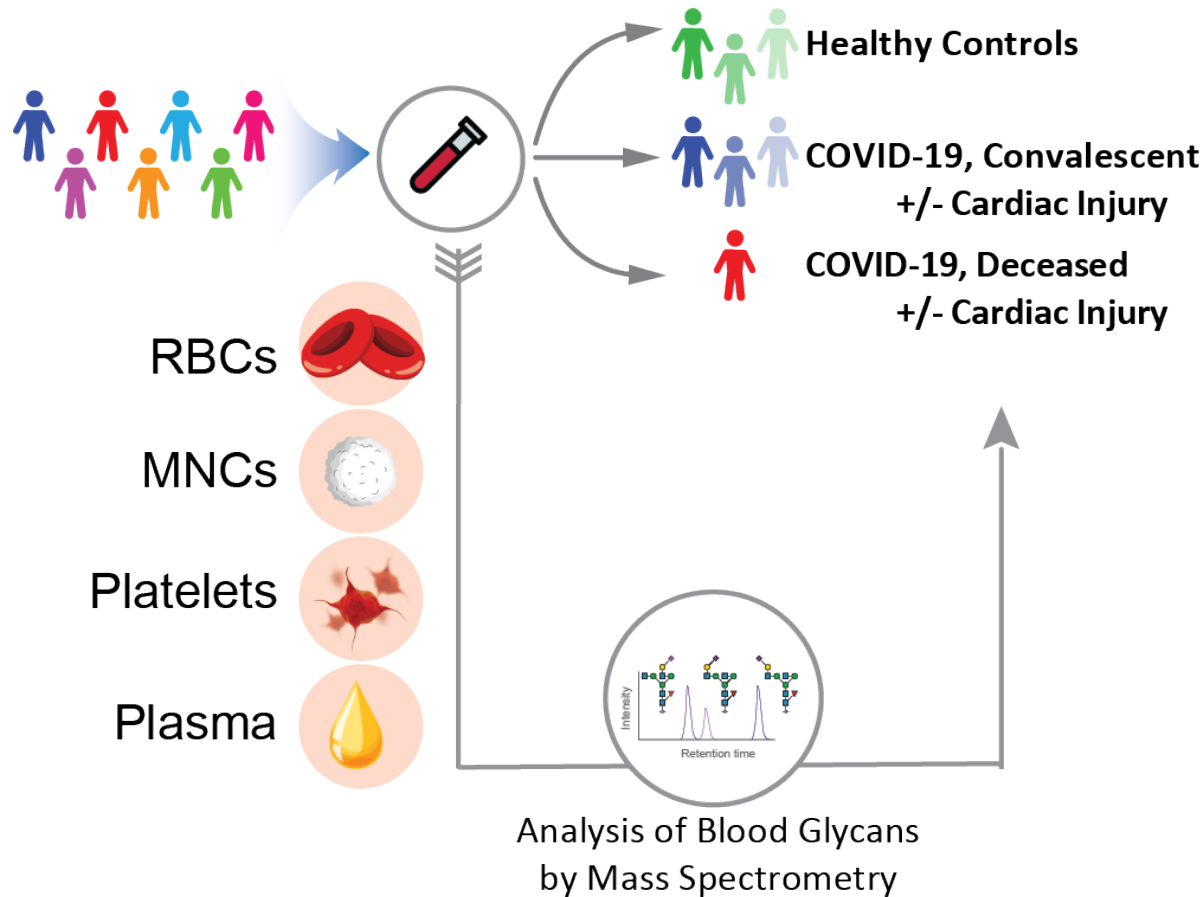 Healthy Controls
COVID-19, Convalescent
+/- Cardiac Injury
COVID-19, Deceased
+/- Cardiac Injury
RBCs
MNCs
Platelets
Plasma
Intensity
Retention time
Analysis of Blood Glycans
by Mass Spectrometry